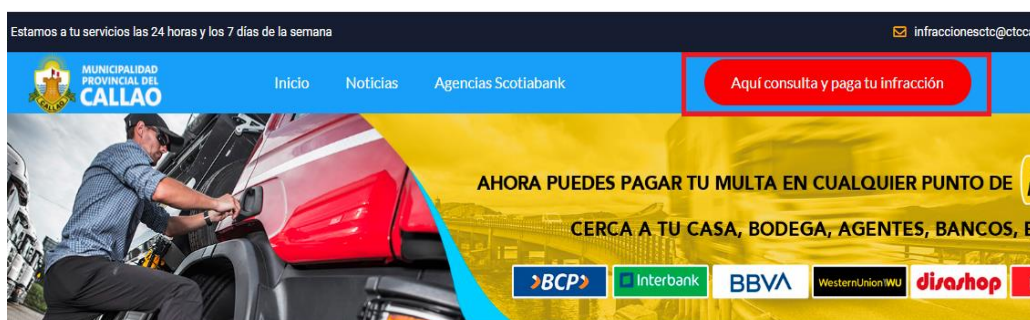 Estamos a tu servicios las 24 horas y los 7 días de la semana
infraccionesctc@ctcc
MUNICIPALIDAD
PROVINCIAL DEL
CALLAO
Inicio
Noticias
Agencias Scotiabank
Aquí consulta y paga tu infracción
AHORA PUEDES PAGAR TU MULTA EN CUALQUIER PUNTO DE
CERCA A TU CASA, BODEGA, AGENTES, BANCOS,
BCP
Interbank
BBVA
WesternUnion WU
disashop